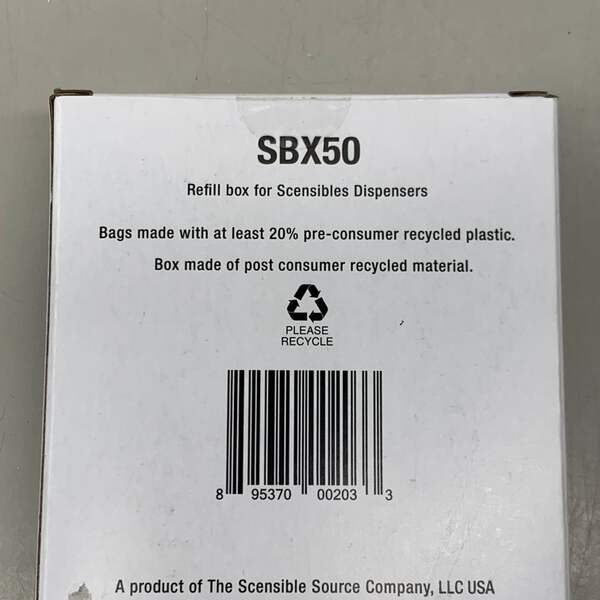 SBX50
Refill box for Scensibles Dispensers
Bags made with at least 20% pre-consumer recycled plastic.
Box made of post consumer recycled material.
PLEASE
RECYCLE
8 95370 00203 3
A product of The Scensible Source Company, LLC USA